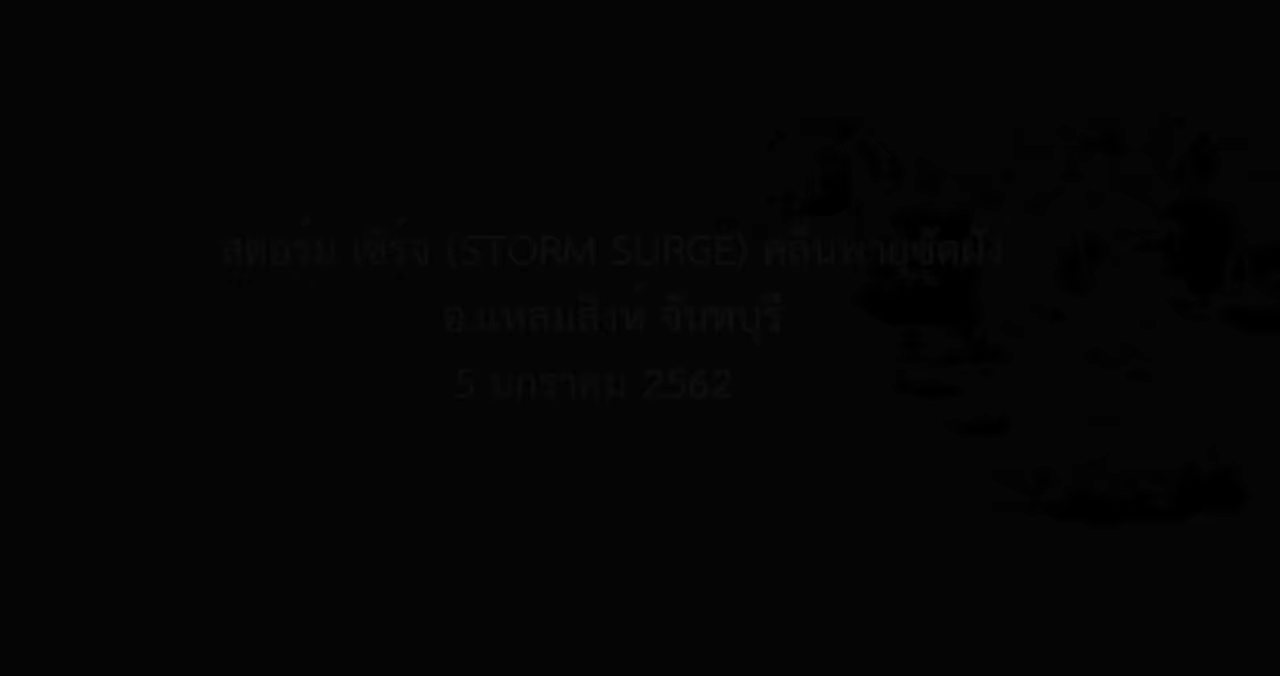 สตอร์ม เซิร์จ (STORM SURGE) คลื่นพายุซัดฝั่ง
อ.แหลมสิงห์ จันทบุรี
5 มกราคม 2562